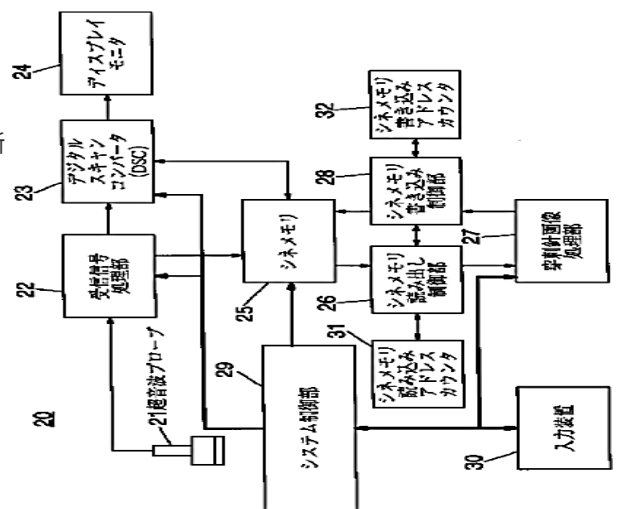 20
21超音波プローブ
22
受信信号
処理部
23
デジタル
スキャン
コンバータ
(DSC)
24
ディスプレイ
モニタ
25
シネメモリ
26
シネメモリ
読み出し
制御部
27
穿刺針画像
処理部
28
シネメモリ
書き込み
制御部
29
システム制御部
30
入力装置
31
シネメモリ
読み込み
アドレス
カウンタ
32
シネメモリ
書き込み
アドレス
カウンタ
所